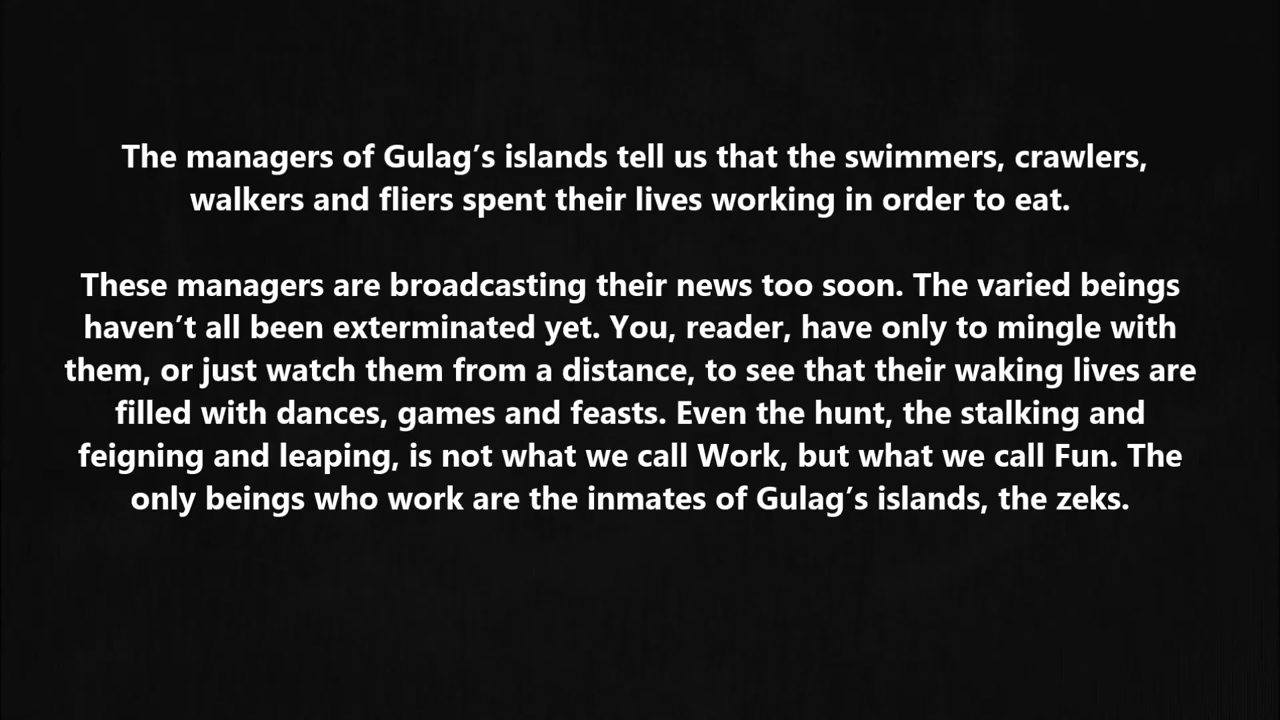 The managers of Gulag’s islands tell us that the swimmers, crawlers,
walkers and fliers spent their lives working in order to eat.
These managers are broadcasting their news too soon. The varied beings
haven’t all been exterminated yet. You, reader, have only to mingle with
them, or just watch them from a distance, to see that their waking lives are
filled with dances, games and feasts. Even the hunt, the stalking and
feigning and leaping, is not what we call Work, but what we call Fun. The
only beings who work are the inmates of Gulag’s islands, the zeks.